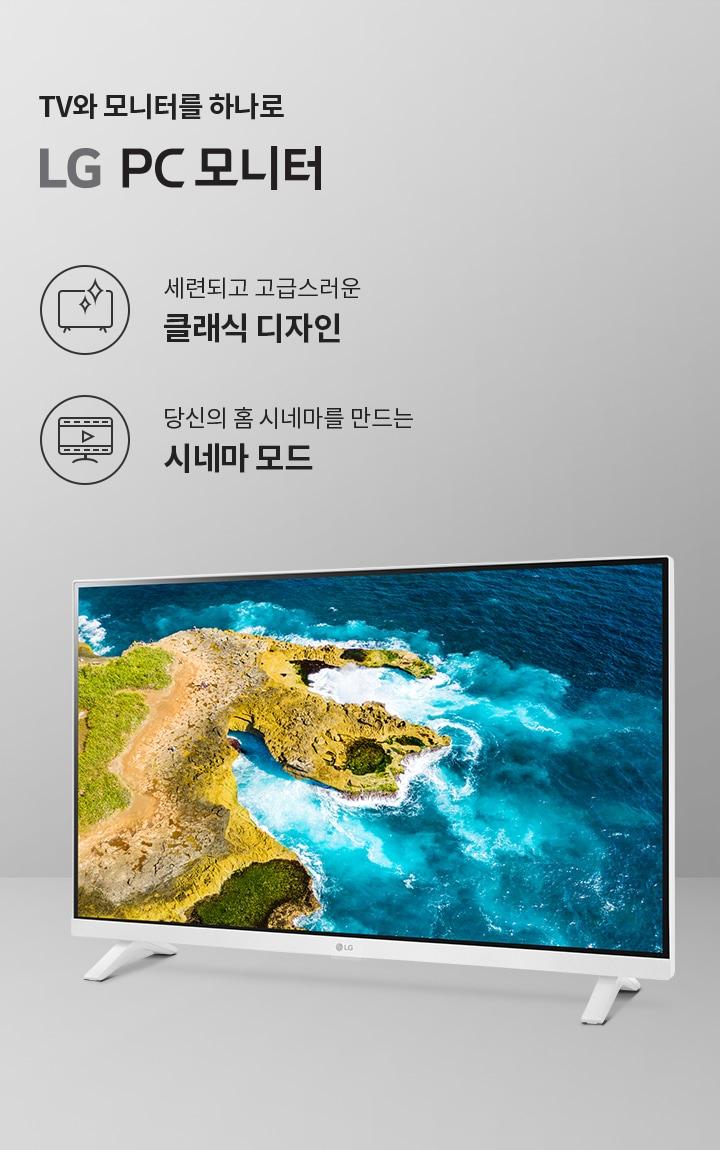 TV와 모니터를 하나로
LG PC 모니터
세련되고 고급스러운
클래식 디자인
당신의 홈 시네마를 만드는
시네마 모드
LG